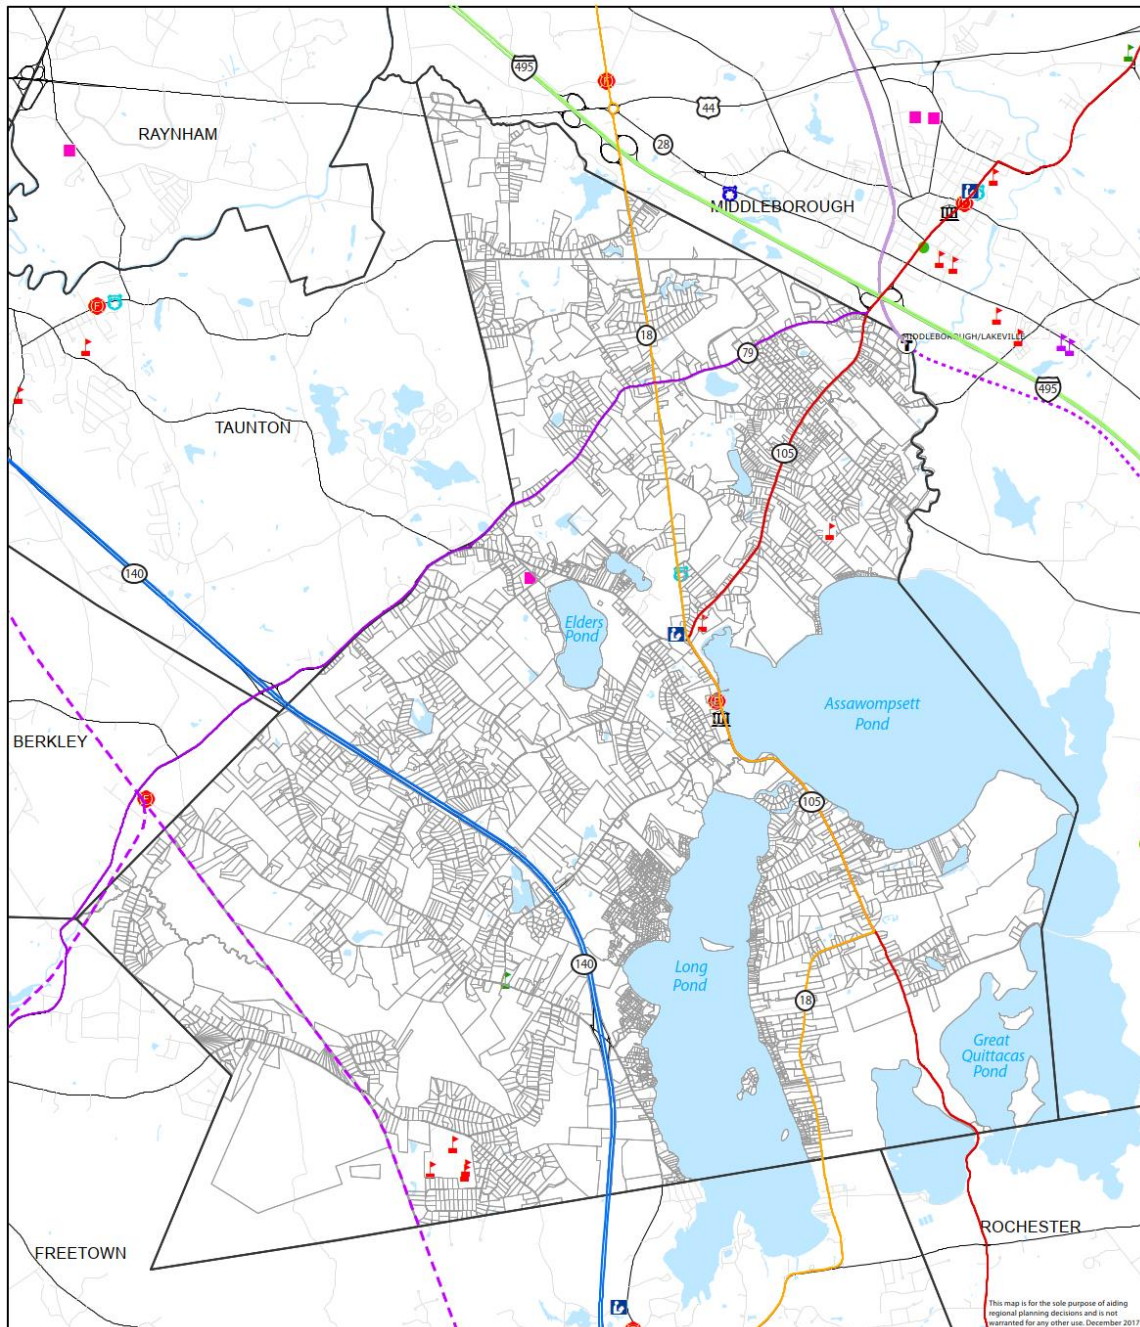 495
44
RAYNHAM
28
MIDDLEBOROUGH
18
MIDDLEBOROUGH/LAKEVILLE
79
495
TAUNTON
105
140
Elders
Pond
Assawompsett
Pond
BERKLEY
105
140
Long
Pond
18
Great
Quittacas
Pond
ROCHESTER
FREETOWN
This map is for the sole purpose of aiding
regional planning decisions and is not
warranted for any other use. December 2017